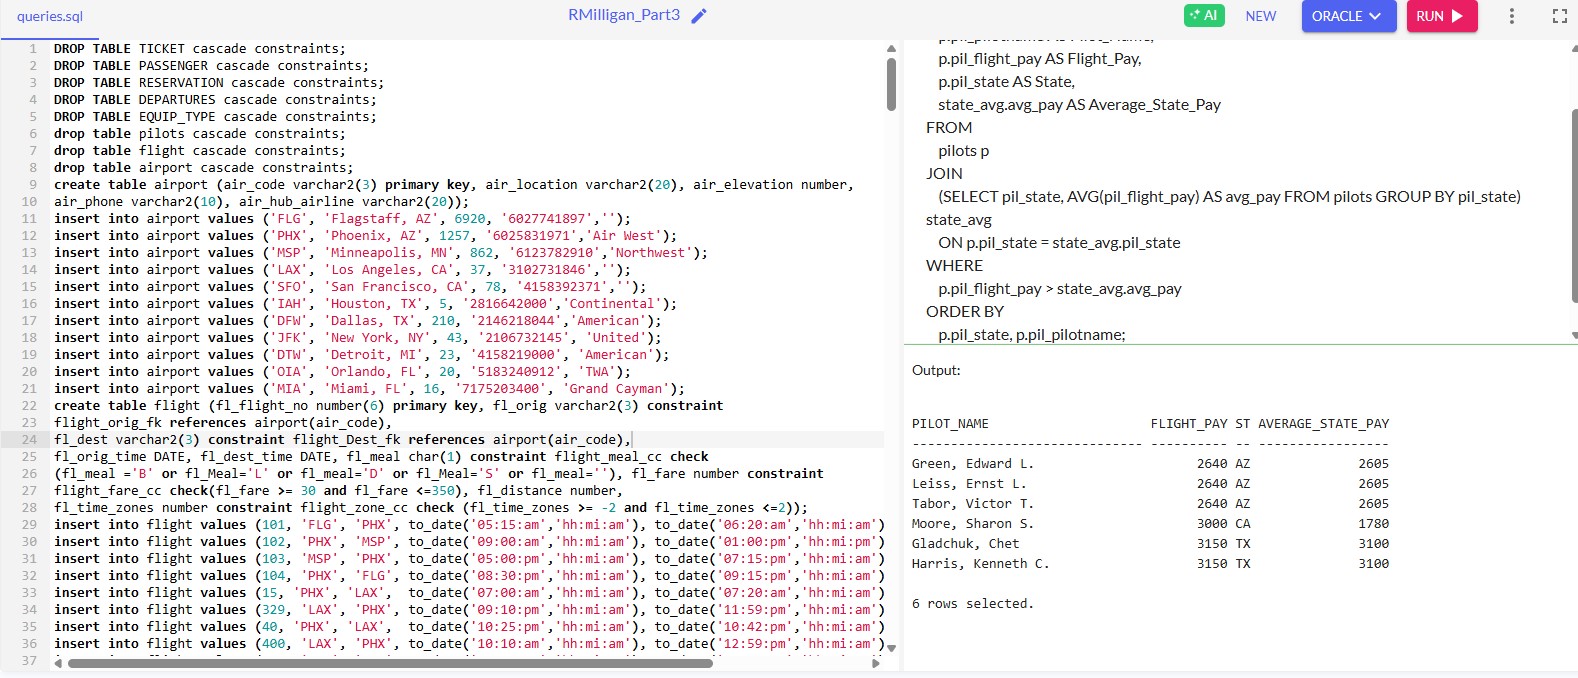 queries.sql
RMilligan_Part3
AI
NEW
ORACLE
RUN
1 DROP TABLE TICKET cascade constraints;
2 DROP TABLE PASSENGER cascade constraints;
3 DROP TABLE RESERVATION cascade constraints;
4 DROP TABLE DEPARTURES cascade constraints;
5 DROP TABLE EQUIP_TYPE cascade constraints;
6 drop table pilots cascade constraints;
7 drop table flight cascade constraints;
8 drop table airport cascade constraints;
9 create table airport (air_code varchar2(3) primary key, air_location varchar2(20), air_elevation number,
10 air_phone varchar2(10), air_hub_airline varchar2(20));
11 insert into airport values ('FLG', 'Flagstaff, AZ', 6920, '6027741897','');
12 insert into airport values ('PHX', 'Phoenix, AZ', 1257, '6025831971','Air West');
13 insert into airport values ('MSP', 'Minneapolis, MN', 862, '6123782910','Northwest');
14 insert into airport values ('LAX', 'Los Angeles, CA', 37, '3102731846','');
15 insert into airport values ('SFO', 'San Francisco, CA', 78, '4158392371','');
16 insert into airport values ('IAH', 'Houston, TX', 5, '2816642000','Continental');
17 insert into airport values ('DFW', 'Dallas, TX', 210, '2146218044','American');
18 insert into airport values ('JFK', 'New York, NY', 43, '2106732145', 'United');
19 insert into airport values ('DTW', 'Detroit, MI', 23, '4158219000', 'American');
20 insert into airport values ('OIA', 'Orlando, FL', 20, '5183240912', 'TWA');
21 insert into airport values ('MIA', 'Miami, FL', 16, '7175203400', 'Grand Cayman');
22 create table flight (fl_flight_no number(6) primary key, fl_orig varchar2(3) constraint
23 flight_orig_fk references airport(air_code),
24 fl_dest varchar2(3) constraint flight_Dest_fk references airport(air_code),
25 fl_orig_time DATE, fl_dest_time DATE, fl_meal char(1) constraint flight_meal_cc check
26 (fl_meal ='B' or fl_Meal='L' or fl_meal='D' or fl_Meal='S' or fl_meal=''), fl_fare number constraint
27 flight_fare_cc check(fl_fare >= 30 and fl_fare <=350), fl_distance number,
28 fl_time_zones number constraint flight_zone_cc check (fl_time_zones >= -2 and fl_time_zones <=2));
29 insert into flight values (101, 'FLG', 'PHX', to_date('05:15:am','hh:mi:am'), to_date('06:20:am','hh:mi:am')
30 insert into flight values (102, 'PHX', 'MSP', to_date('09:00:am','hh:mi:am'), to_date('01:00:pm','hh:mi:pm')
31 insert into flight values (103, 'MSP', 'PHX', to_date('05:00:pm','hh:mi:am'), to_date('07:15:pm','hh:mi:am')
32 insert into flight values (104, 'PHX', 'FLG', to_date('08:30:pm','hh:mi:am'), to_date('09:15:pm','hh:mi:am')
33 insert into flight values (15, 'PHX', 'LAX', to_date('07:00:am','hh:mi:am'), to_date('07:20:am','hh:mi:am')
34 insert into flight values (329, 'LAX', 'PHX', to_date('09:10:pm','hh:mi:am'), to_date('11:59:pm','hh:mi:am')
35 insert into flight values (40, 'PHX', 'LAX', to_date('10:25:pm','hh:mi:am'), to_date('10:42:pm','hh:mi:am')
36 insert into flight values (400, 'LAX', 'PHX', to_date('10:10:am','hh:mi:am'), to_date('12:59:pm','hh:mi:am')
37
p.pil_flight_pay AS Flight_Pay,
p.pil_state AS State,
state_avg.avg_pay AS Average_State_Pay
FROM
pilots p
JOIN
(SELECT pil_state, AVG(pil_flight_pay) AS avg_pay FROM pilots GROUP BY pil_state)
state_avg
ON p.pil_state = state_avg.pil_state
WHERE
p.pil_flight_pay > state_avg.avg_pay
ORDER BY
p.pil_state, p.pil_pilotname;
Output:
PILOT_NAME FLIGHT_PAY ST AVERAGE_STATE_PAY
------------------------------ ---------- -- -----------------
Green, Edward L. 2640 AZ 2605
Leiss, Ernst L. 2640 AZ 2605
Tabor, Victor T. 2640 AZ 2605
Moore, Sharon S. 3000 CA 1780
Gladchuk, Chet 3150 TX 3100
Harris, Kenneth C. 3150 TX 3100
6 rows selected.